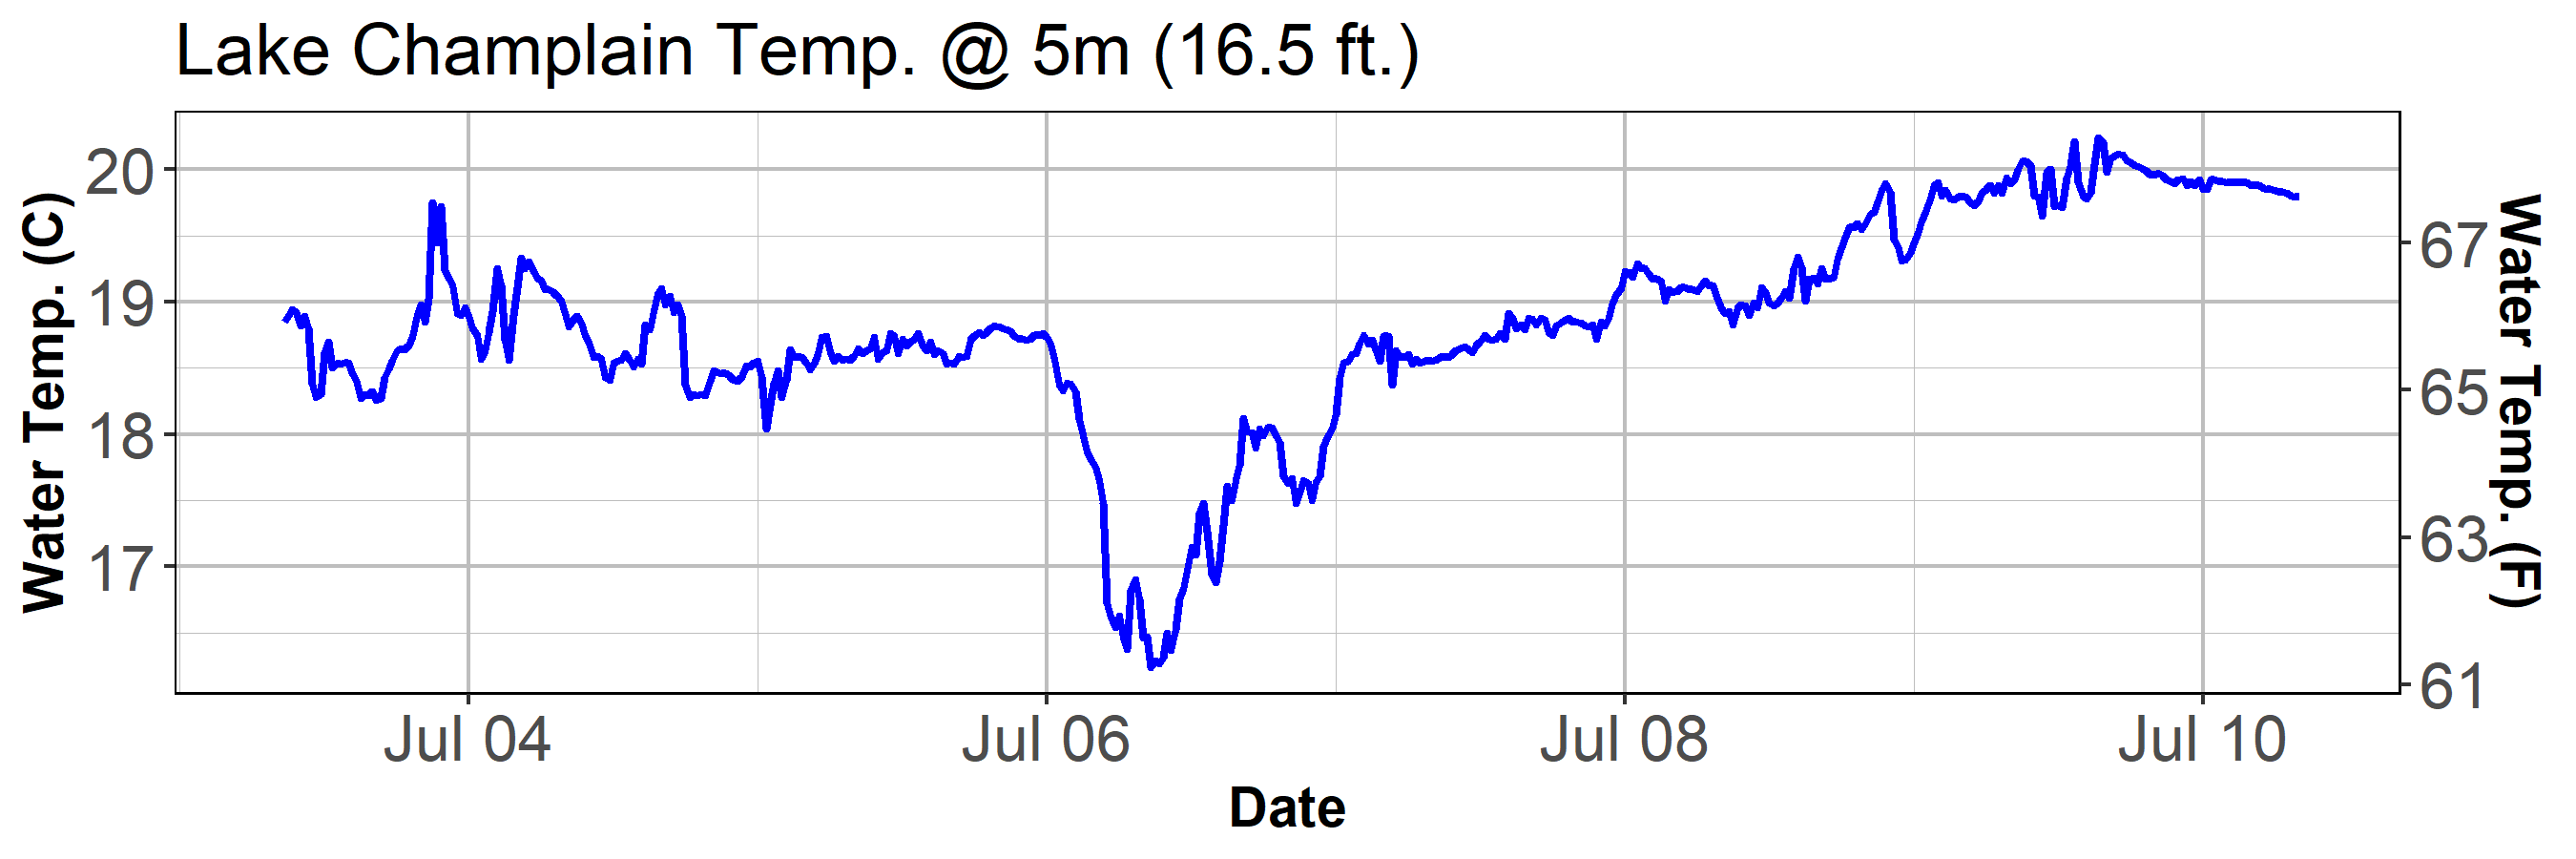 Lake Champlain Temp. @ 5m (16.5 ft.)
Water Temp. (C)
20
19
18
17
67
65
63
61
Water Temp. (F)
Jul 04 Jul 06 Jul 08 Jul 10
Date